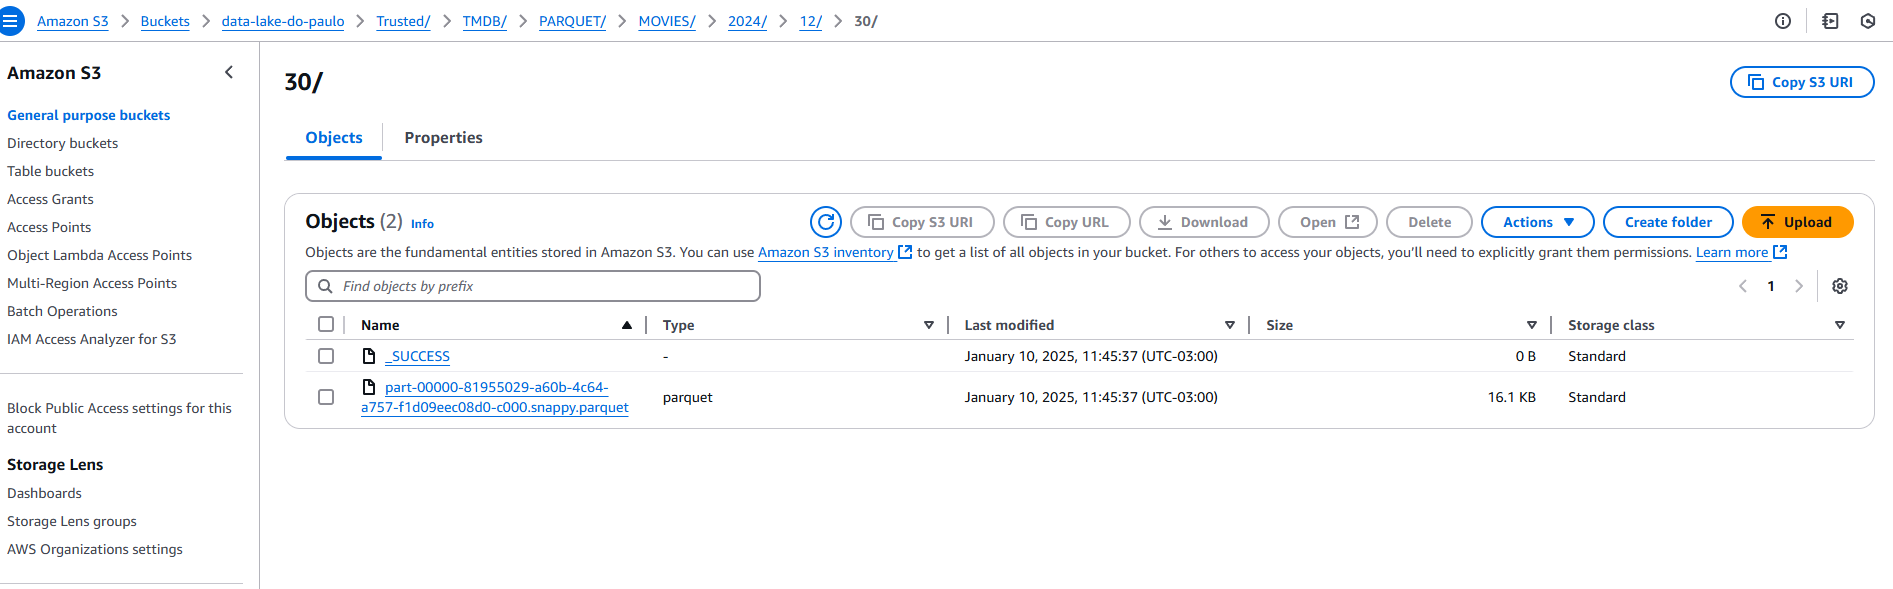 Amazon S3 > Buckets > data-lake-do-paulo > Trusted/ > TMDB/ > PARQUET/ > MOVIES/ > 2024/ > 12/ > 30/
Amazon S3
General purpose buckets
Directory buckets
Table buckets
Access Grants
Access Points
Object Lambda Access Points
Multi-Region Access Points
Batch Operations
IAM Access Analyzer for S3
Block Public Access settings for this
account
Storage Lens
Dashboards
Storage Lens groups
AWS Organizations settings
30/
Copy S3 URI
Objects Properties
Objects (2) Info
Copy S3 URI Copy URL Download Open Delete Actions Create folder Upload
Objects are the fundamental entities stored in Amazon S3. You can use Amazon S3 inventory to get a list of all objects in your bucket. For others to access your objects, you'll need to explicitly grant them permissions. Learn more
Find objects by prefix
1
Name Type Last modified Size Storage class
_SUCCESS - January 10, 2025, 11:45:37 (UTC-03:00) 0 B Standard
part-00000-81955029-a60b-4c64-
a757-f1d09eec08d0-c000.snappy.parquet parquet January 10, 2025, 11:45:37 (UTC-03:00) 16.1 KB Standard